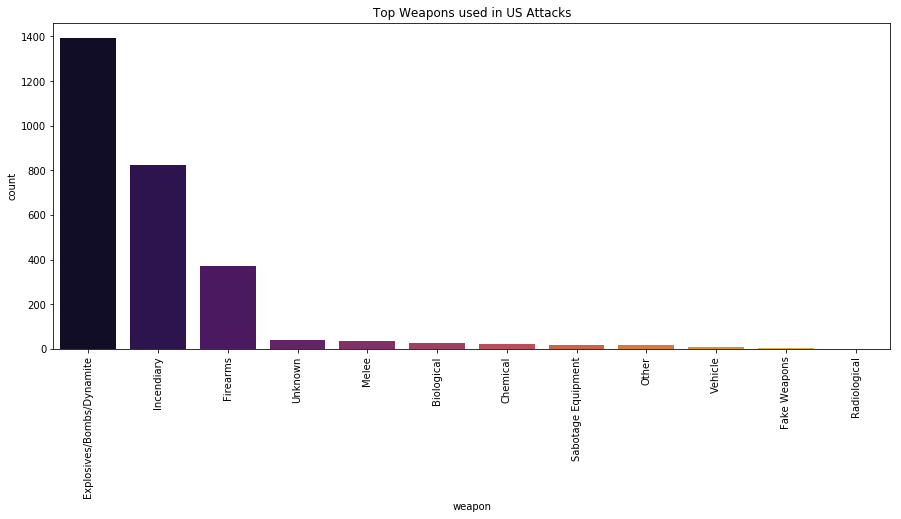 Top Weapons used in US Attacks
count
1400
1200
1000
800
600
400
200
0
Explosives/Bombs/Dynamite
Incendiary
Firearms
Unknown
Melee
Biological
Chemical
Sabotage Equipment
Other
Vehicle
Fake Weapons
Radiological
weapon